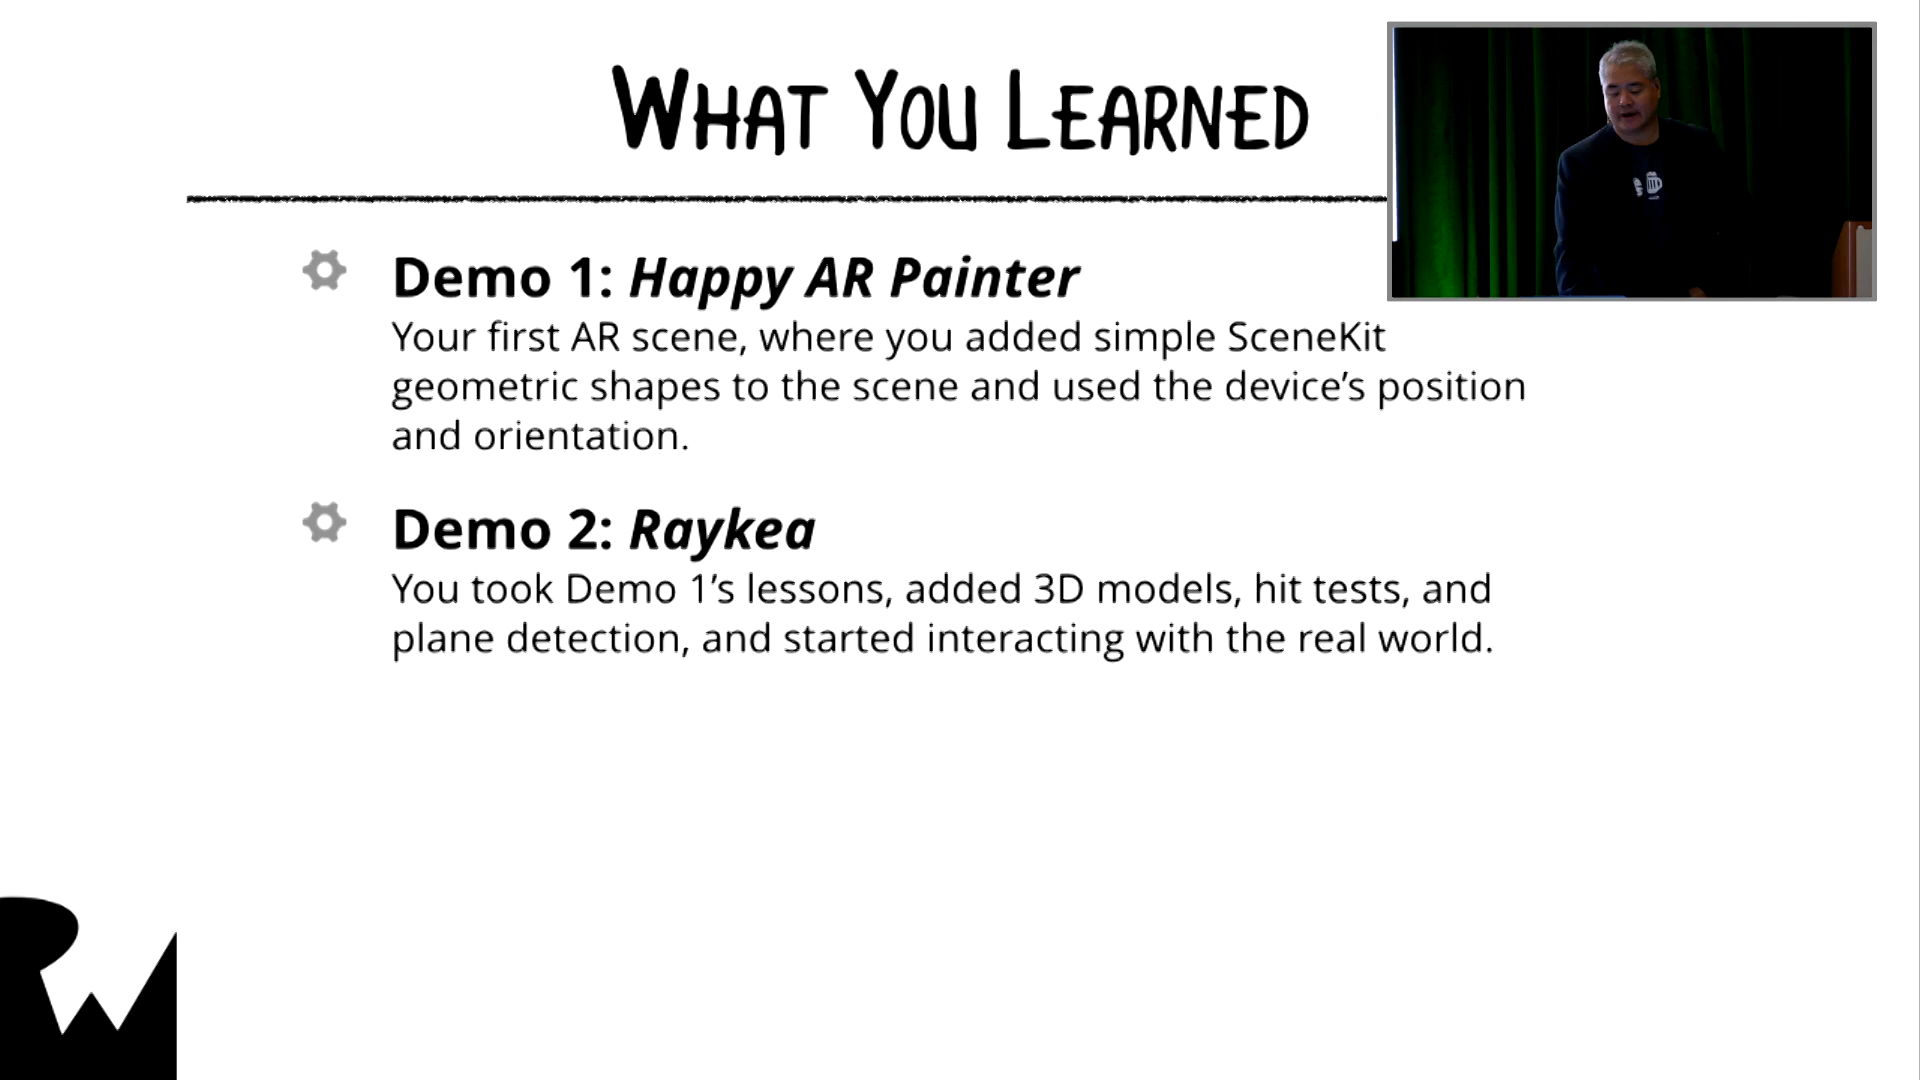 What You Learned
Demo 1: Happy AR Painter
Your first AR scene, where you added simple SceneKit
geometric shapes to the scene and used the device’s position
and orientation.
Demo 2: Raykea
You took Demo 1’s lessons, added 3D models, hit tests, and
plane detection, and started interacting with the real world.
RW